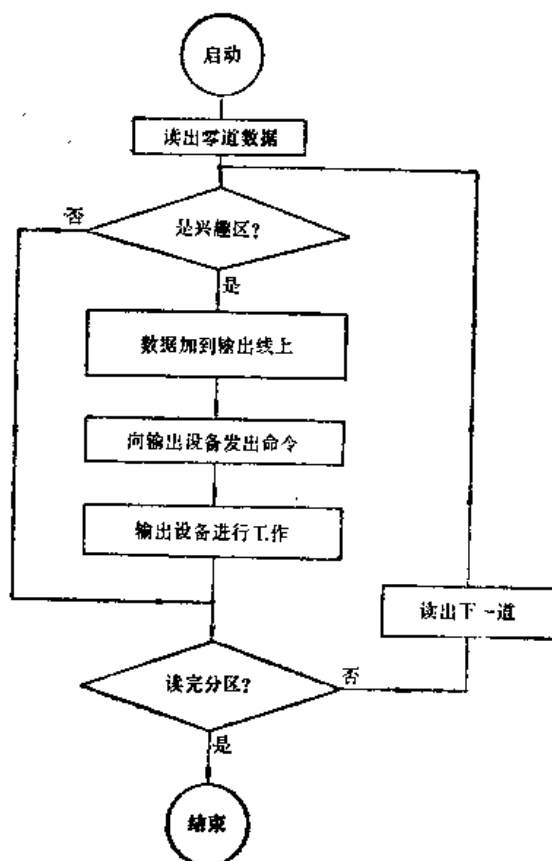 启动
读出零道数据
否
是兴趣区?
是
数据加到输出线上
向输出设备发出命令
输出设备进行工作
读出下一道
读完分区?
否
是
结束